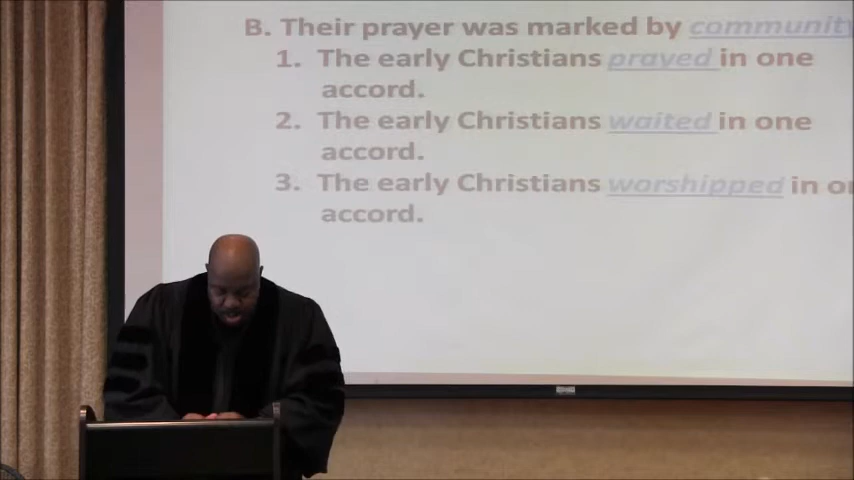 B. Their prayer was marked by community
1. The early Christians prayed in one
accord.
2. The early Christians waited in one
accord.
3. The early Christians worshipped in
accord.